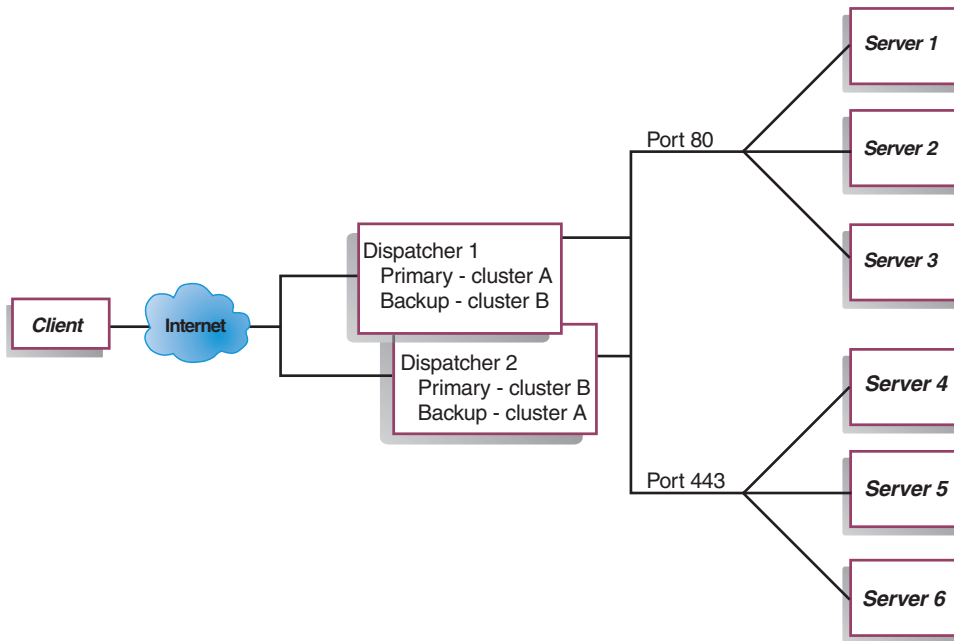 Client
Internet
Dispatcher 1
Primary - cluster A
Backup - cluster B
Dispatcher 2
Primary - cluster B
Backup - cluster A
Port 80
Server 1
Server 2
Server 3
Port 443
Server 4
Server 5
Server 6